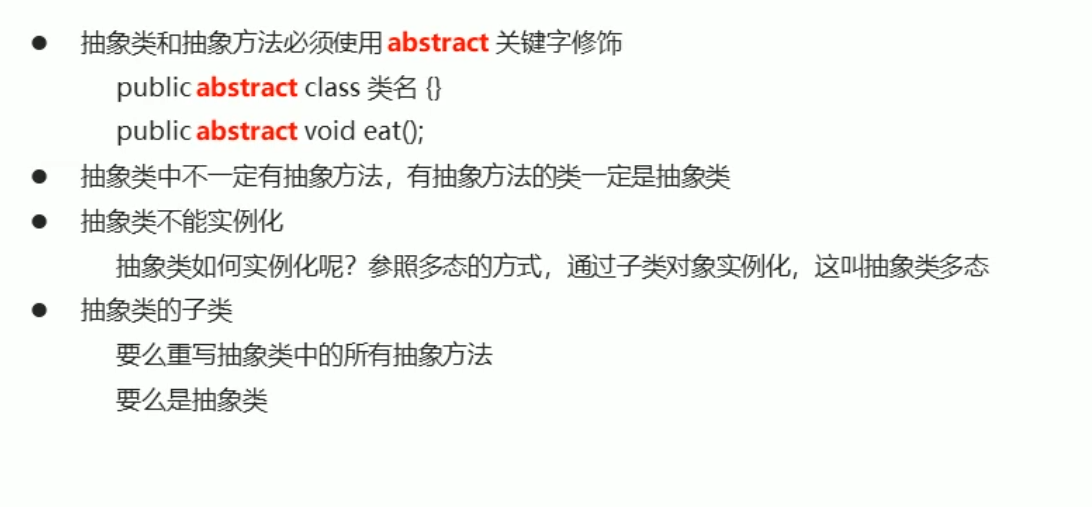 ● 抽象类和抽象方法必须使用 abstract 关键字修饰
public abstract class 类名 {}
public abstract void eat();
● 抽象类中不一定有抽象方法，有抽象方法的类一定是抽象类
● 抽象类不能实例化
抽象类如何实例化呢？参照多态的方式，通过子类对象实例化，这叫抽象类多态
● 抽象类的子类
要么重写抽象类中的所有抽象方法
要么是抽象类